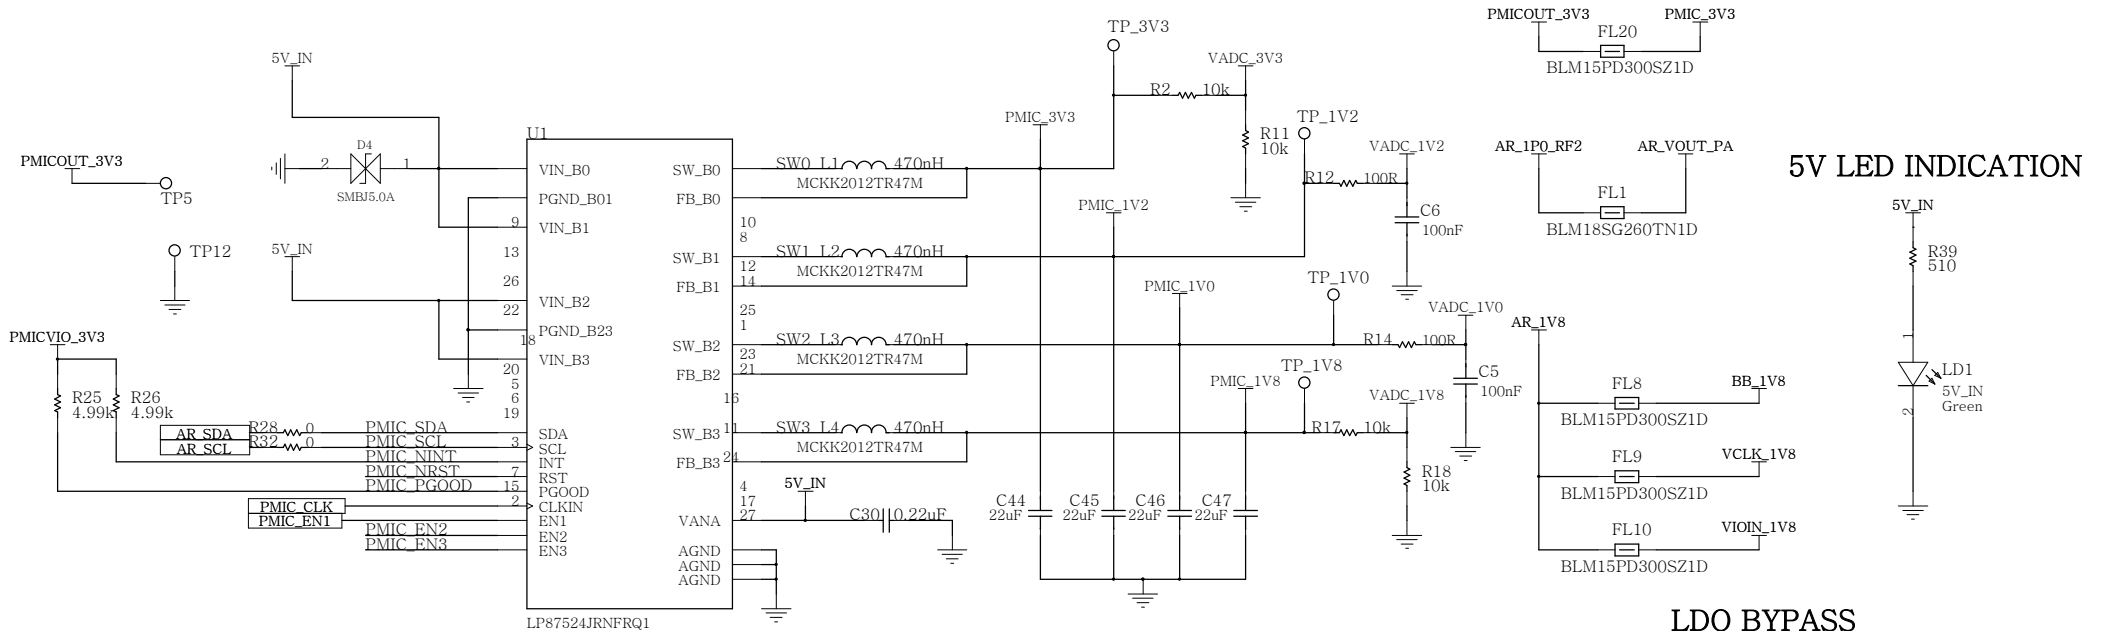 PMICOUT_3V3
PMIC_3V3
FL20
BLM15PD300SZ1D
TP_3V3
VADC_3V3
R2 10k
R11
10k
5V_IN
D4
2
1
SMBJ5.0A
PMICOUT_3V3
TP5
TP12
5V_IN
PMICVIO_3V3
R25
4.99k
R26
4.99k
AR_SDA
AR_SCL
R28 0
R32 0
PMIC_SDA
PMIC_SCL
PMIC_NINT
PMIC_NRST
PMIC_PGOOD
PMIC_CLK
PMIC_EN1
PMIC_EN2
PMIC_EN3
U1
9
13
26
22
18
20
5
6
19
3
7
15
2
VIN_B0
PGND_B01
VIN_B1
VIN_B2
PGND_B23
VIN_B3
SDA
SCL
INT
RST
PGOOD
CLKIN
EN1
EN2
EN3
SW_B0
FB_B0
SW_B1
FB_B1
SW_B2
FB_B2
SW_B3
FB_B3
VANA
AGND
AGND
AGND
10
8
12
14
25
1
23
21
16
11
24
4
17
27
LP87524JRNFRQ1
SW0 L1 470nH
MCKK2012TR47M
SW1 L2 470nH
MCKK2012TR47M
SW2 L3 470nH
MCKK2012TR47M
SW3 L4 470nH
MCKK2012TR47M
5V_IN
C30 0.22uF
PMIC_3V3
PMIC_1V2
PMIC_1V0
PMIC_1V8
C44
22uF
C45
22uF
C46
22uF
C47
22uF
TP_1V2
VADC_1V2
R12 100R
C6
100nF
TP_1V0
VADC_1V0
R14 100R
C5
100nF
TP_1V8
VADC_1V8
R17 10k
R18
10k
AR_1P0_RF2
AR_VOUT_PA
FL1
BLM18SG260TN1D
AR_1V8
FL8
BB_1V8
BLM15PD300SZ1D
FL9
VCLK_1V8
BLM15PD300SZ1D
FL10
VIOIN_1V8
BLM15PD300SZ1D
LDO BYPASS
5V LED INDICATION
5V_IN
R39
510
1
LD1
5V_IN
Green
2